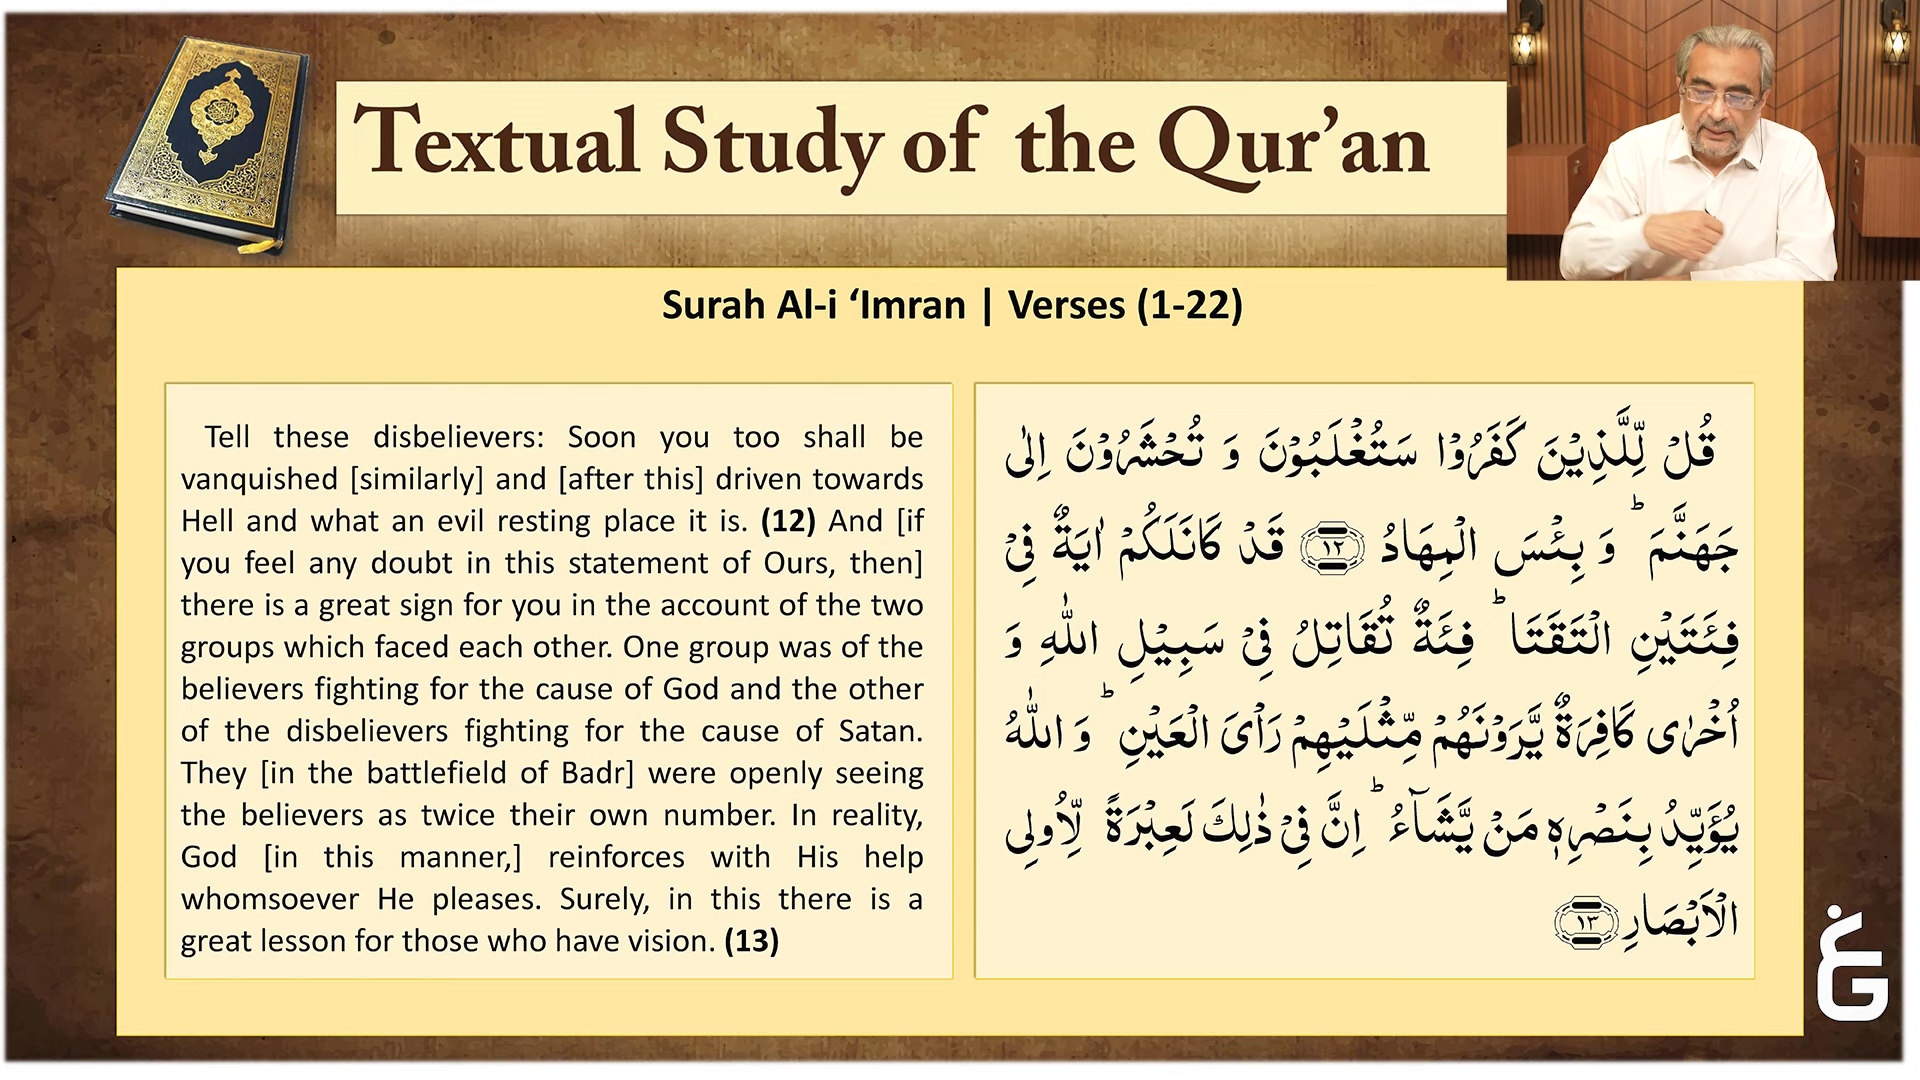 Textual Study of the Qur’an
Surah Al-i ‘Imran | Verses (1-22)
Tell these disbelievers: Soon you too shall be
vanquished [similarly] and [after this] driven towards
Hell and what an evil resting place it is. (12) And [if
you feel any doubt in this statement of Ours, then]
there is a great sign for you in the account of the two
groups which faced each other. One group was of the
believers fighting for the cause of God and the other
of the disbelievers fighting for the cause of Satan.
They [in the battlefield of Badr] were openly seeing
the believers as twice their own number. In reality,
God [in this manner,] reinforces with His help
whomsoever He pleases. Surely, in this there is a
great lesson for those who have vision. (13)
قُلْ لِّلَّذِيْنَ كَفَرُوْا سَتُغْلَبُوْنَ وَ تُحْشَرُوْنَ اِلٰى
جَهَنَّمَ ؕ وَ بِئْسَ الْمِهَادُ ﴿۱۲﴾ قَدْ كَانَ لَكُمْ اٰيَةٌ فِيْ
فِئَتَيْنِ الْتَقَتَا ؕ فِئَةٌ تُقَاتِلُ فِيْ سَبِيْلِ اللّٰهِ وَ
اُخْرٰى كَافِرَةٌ يَّرَوْنَهُمْ مِّثْلَيْهِمْ رَاْيَ الْعَيْنِ ؕ وَ اللّٰهُ
يُؤَيِّدُ بِنَصْرِهٖ مَنْ يَّشَآءُ ؕ اِنَّ فِيْ ذٰلِكَ لَعِبْرَةً لِّاُولِي
الْاَبْصَارِ ﴿۱۳﴾